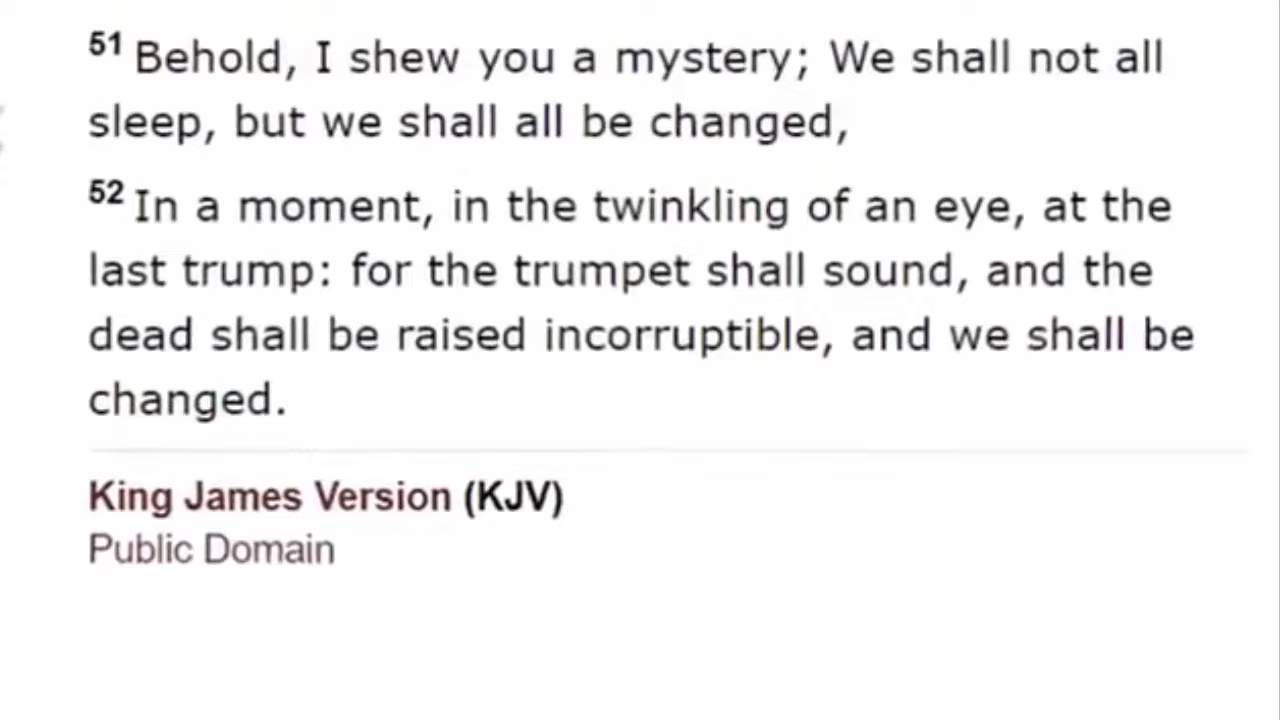 51 Behold, I shew you a mystery; We shall not all
sleep, but we shall all be changed,
52 In a moment, in the twinkling of an eye, at the
last trump: for the trumpet shall sound, and the
dead shall be raised incorruptible, and we shall be
changed.
King James Version (KJV)
Public Domain